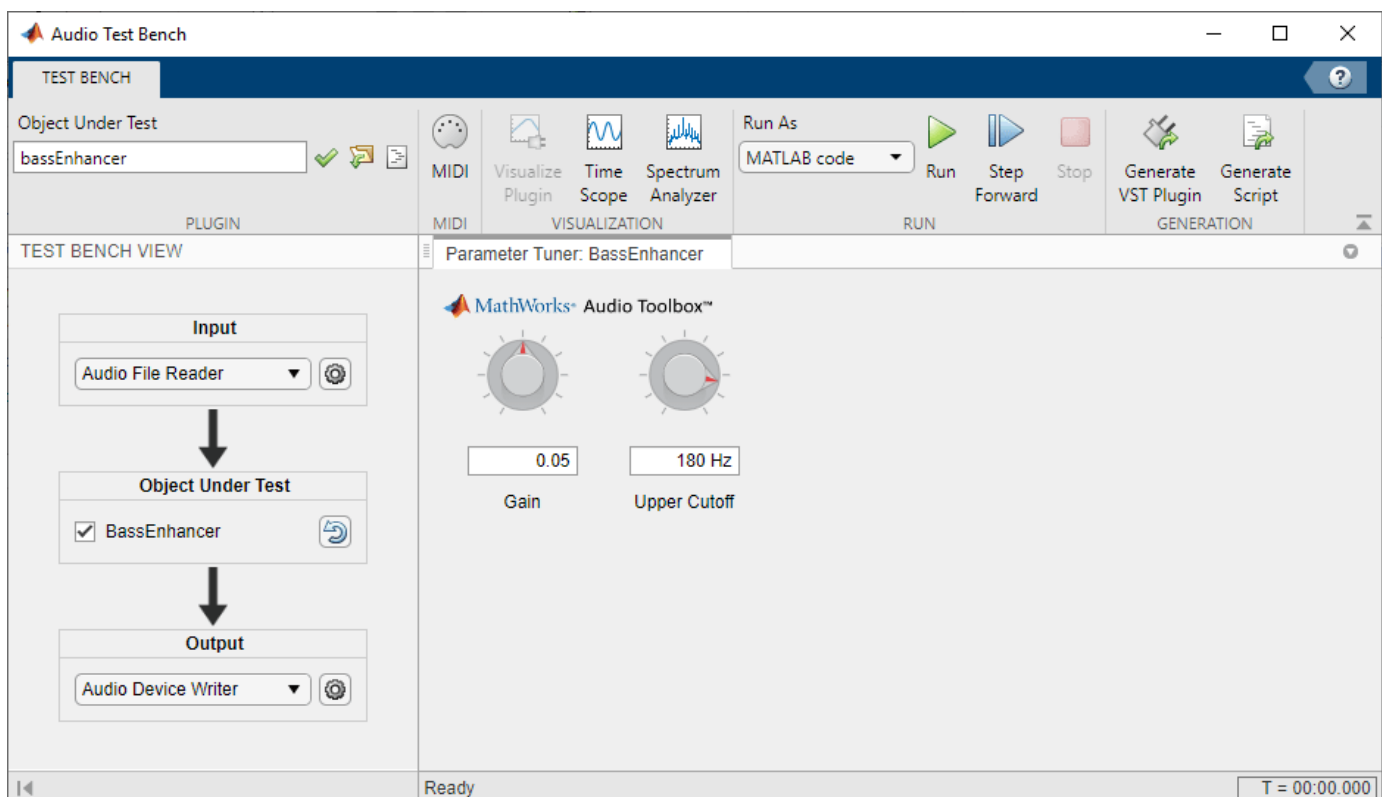 Audio Test Bench
TEST BENCH
?
Object Under Test
bassEnhancer
PLUGIN
MIDI
MIDI
Visualize Plugin
Time Scope
Spectrum Analyzer
VISUALIZATION
Run As
MATLAB code
Run
Step Forward
Stop
RUN
Generate VST Plugin
Generate Script
GENERATION
TEST BENCH VIEW
Parameter Tuner: BassEnhancer
Input
Audio File Reader
Object Under Test
BassEnhancer
Output
Audio Device Writer
MathWorks® Audio Toolbox™
0.05
180 Hz
Gain
Upper Cutoff
Ready
T = 00:00.000